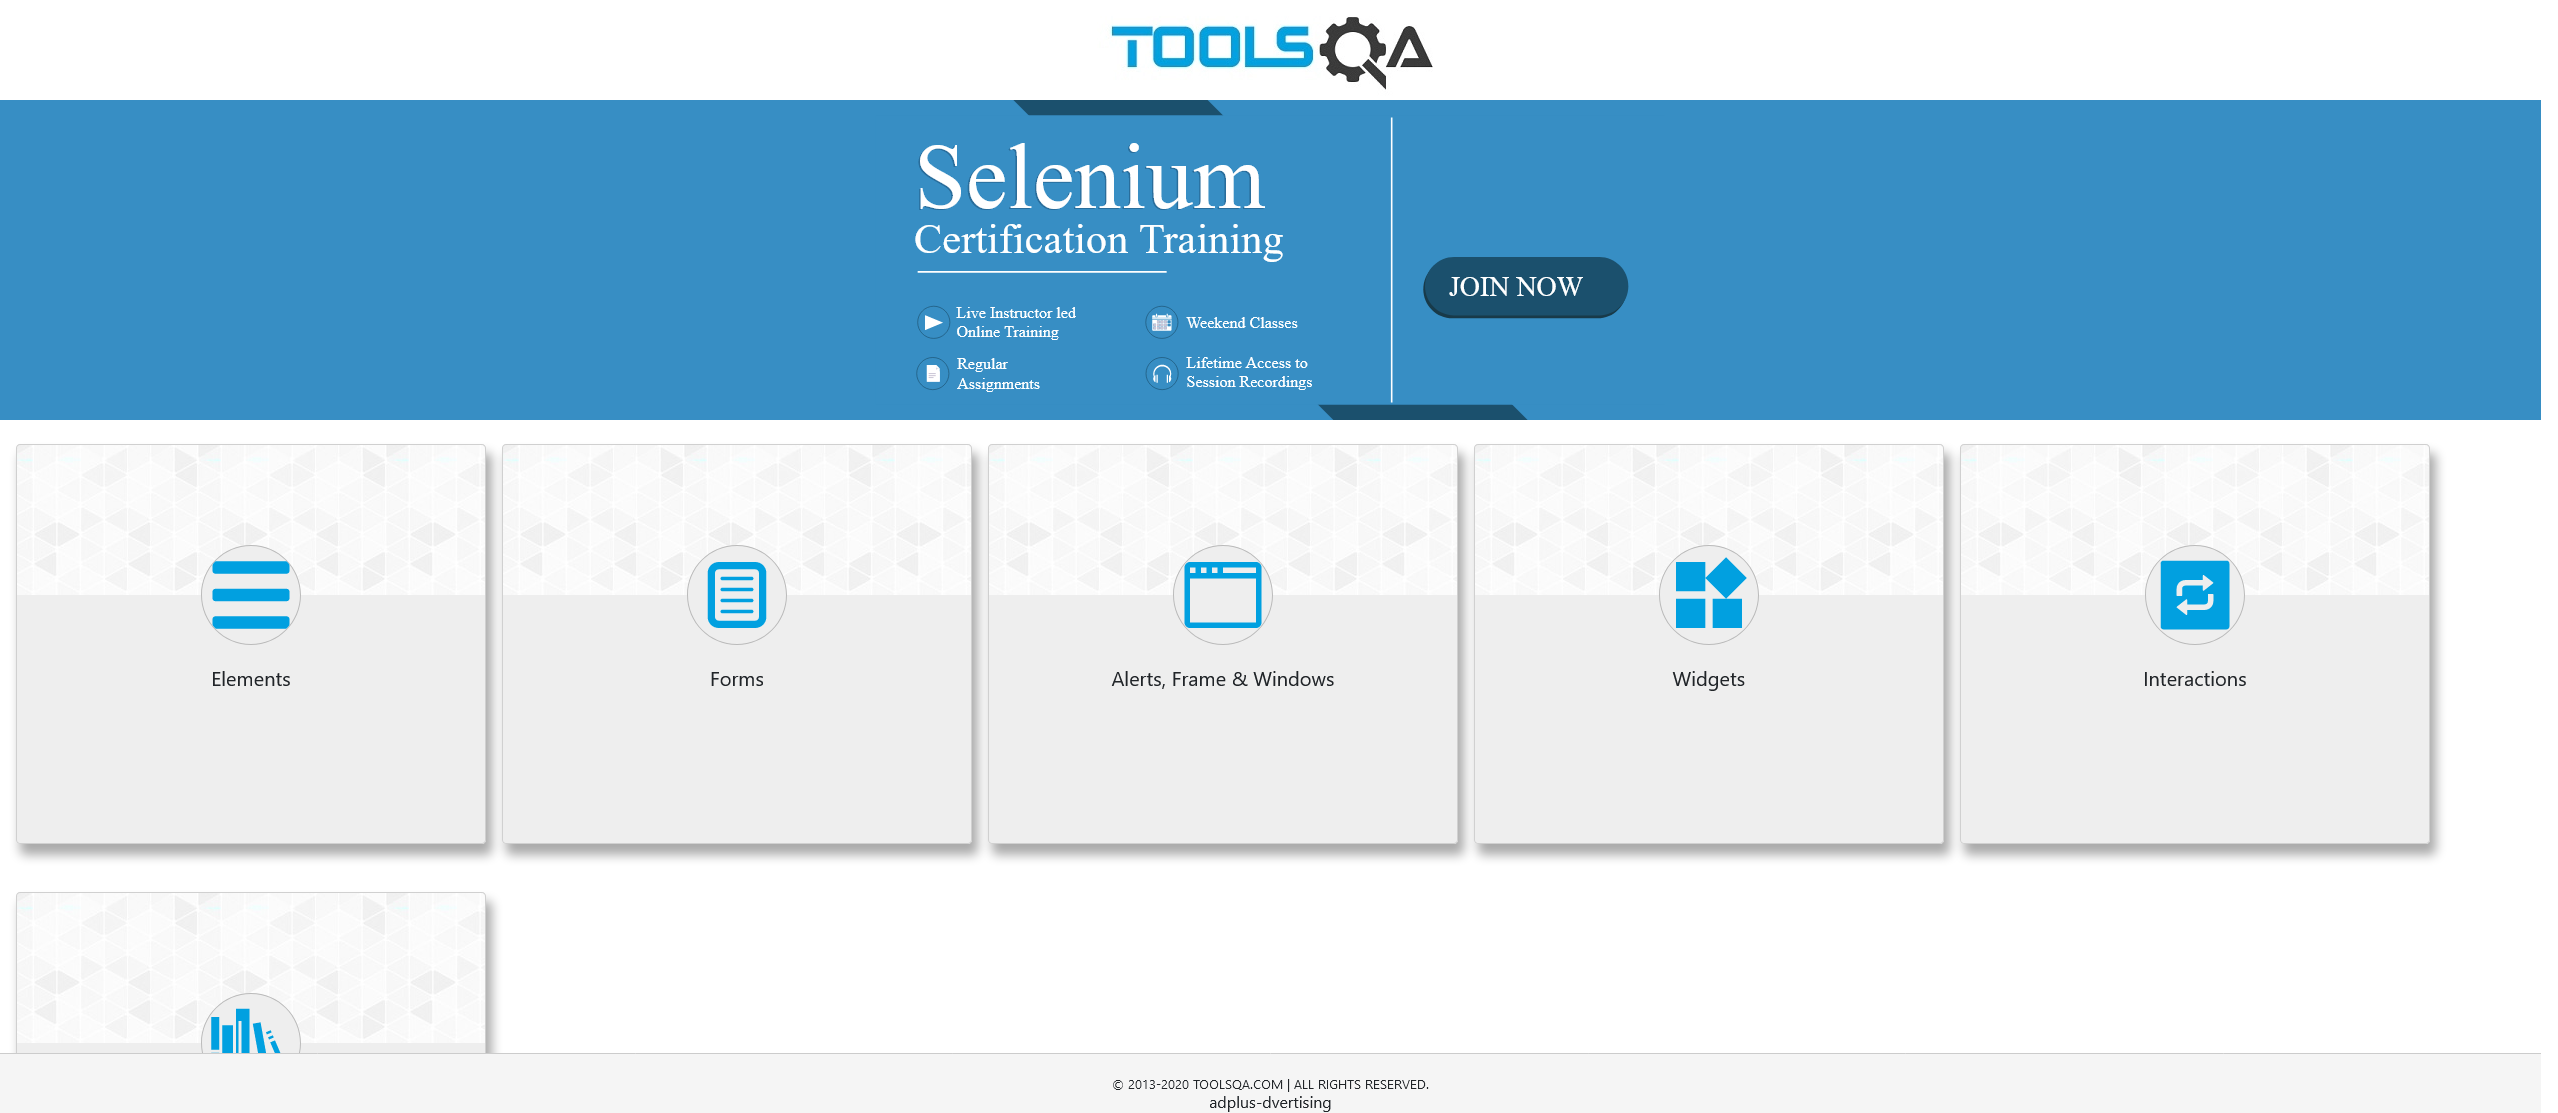 TOOLSQA
Selenium
Certification Training
JOIN NOW
Live Instructor led
Online Training
Weekend Classes
Regular
Assignments
Lifetime Access to
Session Recordings
Elements
Forms
Alerts, Frame & Windows
Widgets
Interactions
© 2013-2020 TOOLSQA.COM | ALL RIGHTS RESERVED.
adplus-dvertising